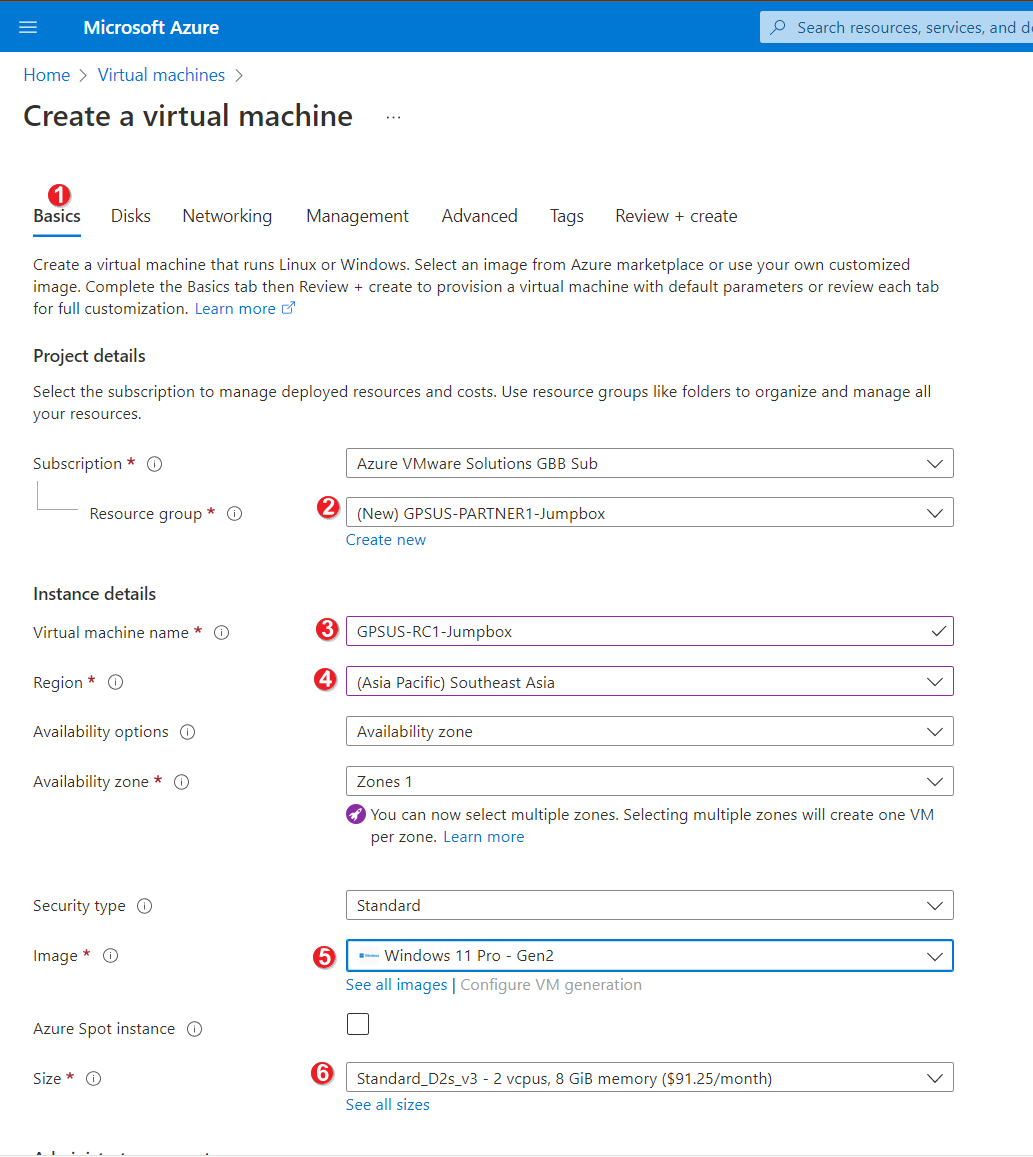 Microsoft Azure
Search resources, services, and d
Home > Virtual machines >
Create a virtual machine ...
1
Basics Disks Networking Management Advanced Tags Review + create
Create a virtual machine that runs Linux or Windows. Select an image from Azure marketplace or use your own customized
image. Complete the Basics tab then Review + create to provision a virtual machine with default parameters or review each tab
for full customization. Learn more
Project details
Select the subscription to manage deployed resources and costs. Use resource groups like folders to organize and manage all
your resources.
Subscription * Azure VMware Solutions GBB Sub
Resource group * 2 (New) GPSUS-PARTNER1-Jumpbox
Create new
Instance details
Virtual machine name * 3 GPSUS-RC1-Jumpbox
Region * 4 (Asia Pacific) Southeast Asia
Availability options Availability zone
Availability zone * Zones 1
You can now select multiple zones. Selecting multiple zones will create one VM
per zone. Learn more
Security type Standard
Image * 5 Windows 11 Pro - Gen2
See all images | Configure VM generation
Azure Spot instance
Size * 6 Standard_D2s_v3 - 2 vcpus, 8 GiB memory ($91.25/month)
See all sizes